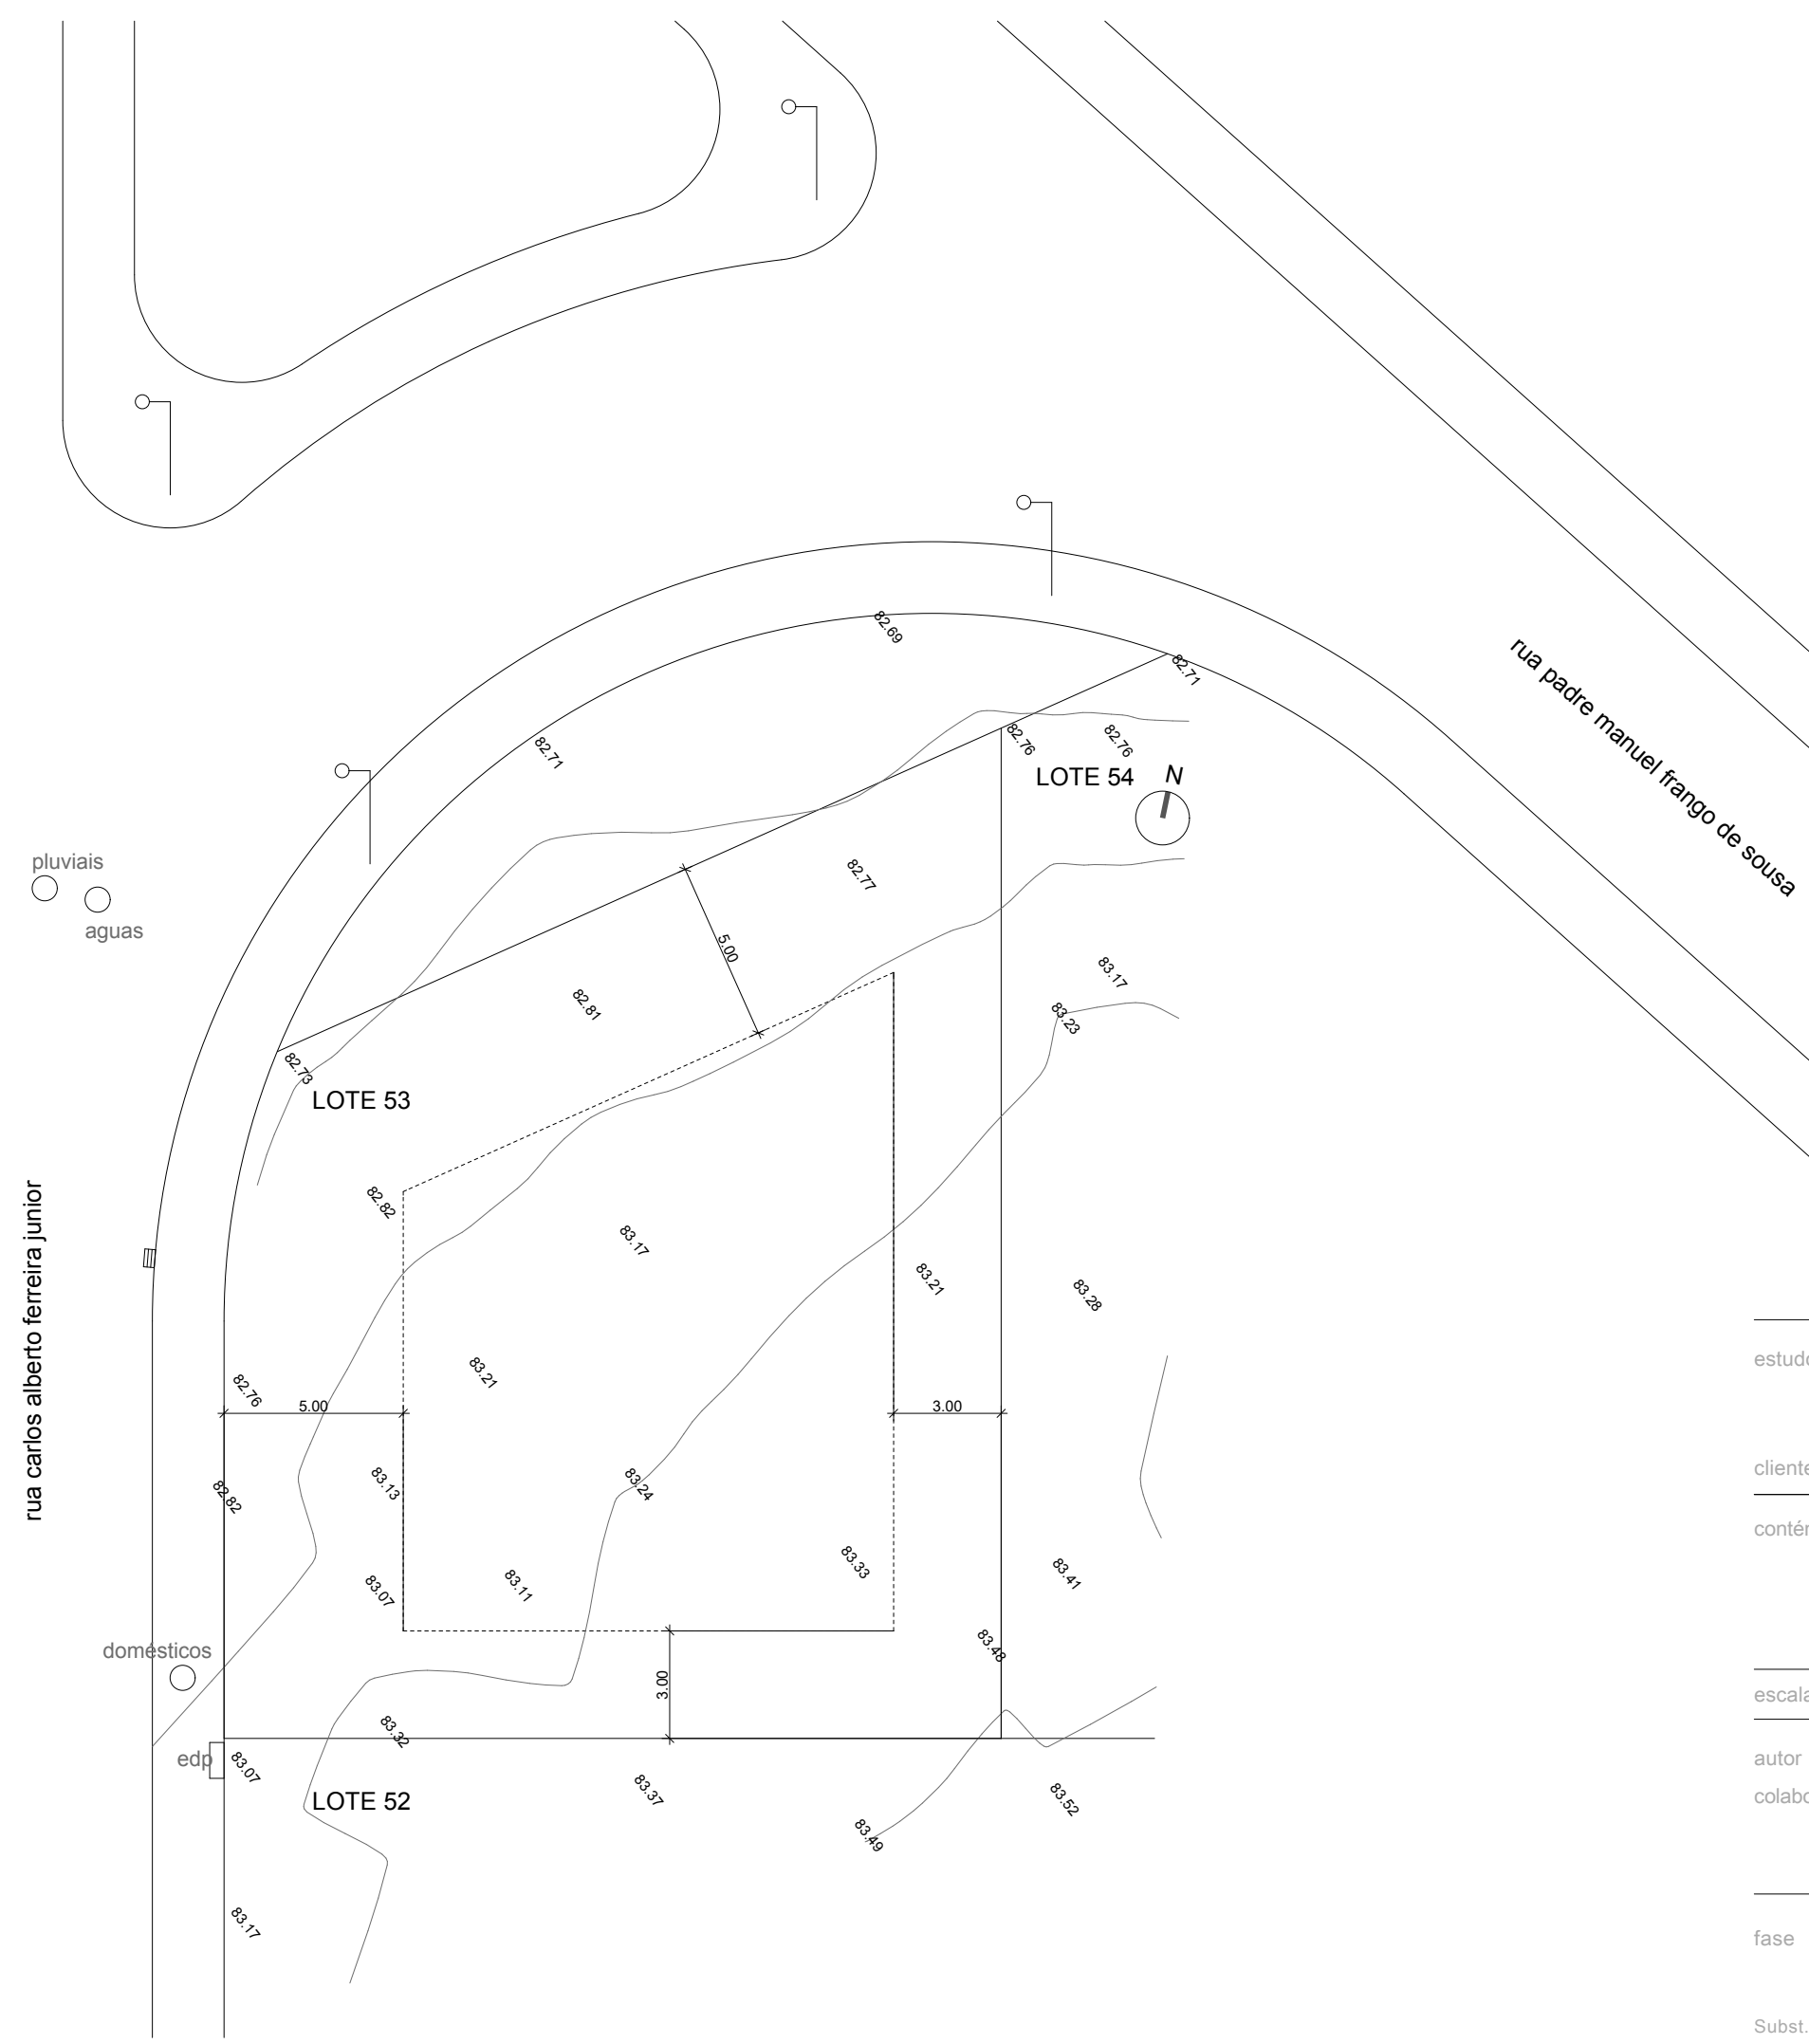 82.69
82.71
82.71
82.76
82.76
LOTE 54
N
rua padre manuel frango de sousa
pluviais
aguas
82.77
5.00
82.81
83.17
83.23
82.73
LOTE 53
82.82
83.17
83.21
83.28
rua carlos alberto ferreira junior
83.21
82.76
5.00
3.00
82.82
83.13
83.24
83.33
83.41
83.07
83.11
83.48
domésticos
3.00
83.32
edp
83.07
83.37
83.52
LOTE 52
83.49
83.17
estudo
cliente
contém
escala
autor
colabo
fase
Subst.